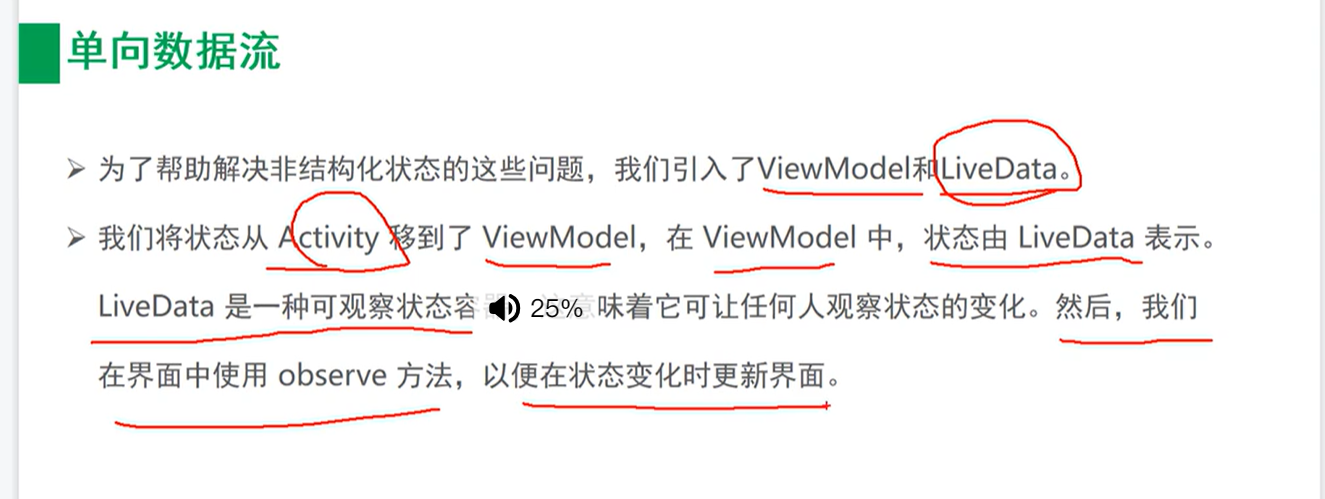 单向数据流
为了帮助解决非结构化状态的这些问题，我们引入了ViewModel和LiveData。
我们将状态从 Activity 移到了 ViewModel，在 ViewModel 中，状态由 LiveData 表示。
LiveData 是一种可观察状态容 25% 意味着它可让任何人观察状态的变化。然后，我们
在界面中使用 observe 方法，以便在状态变化时更新界面。